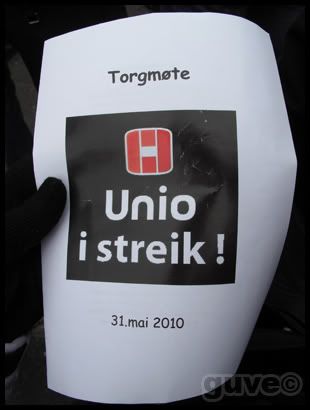 Torgmøte
Unio
i streik !
31.mai 2010
guve©